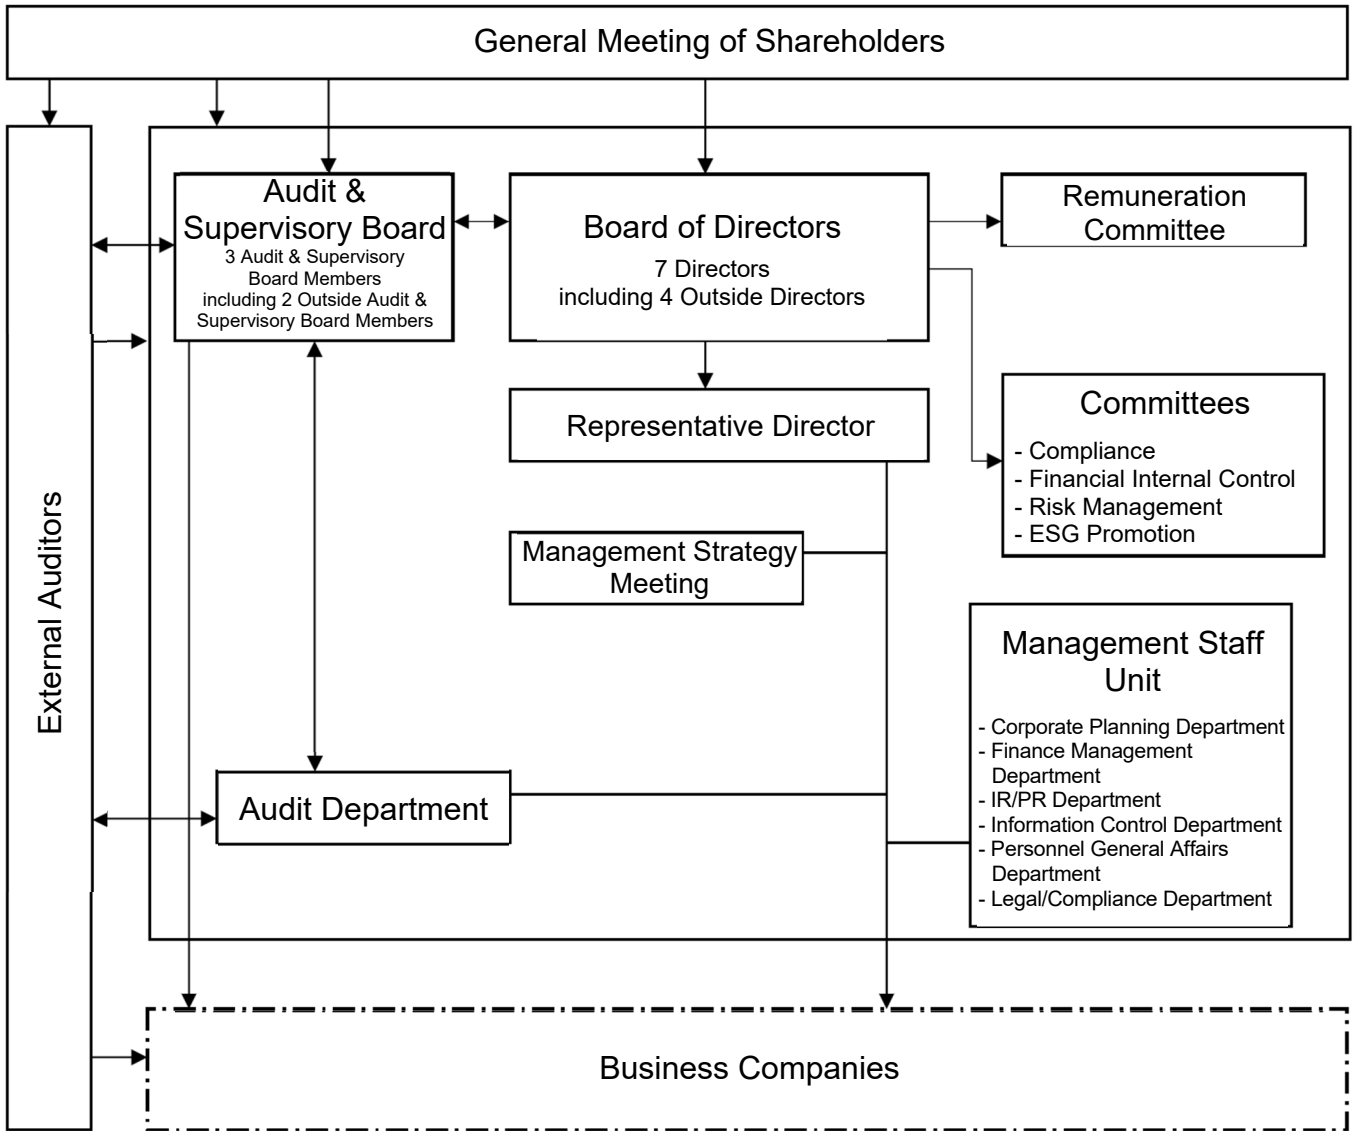 General Meeting of Shareholders
External Auditors
Audit &
Supervisory Board
3 Audit & Supervisory
Board Members
including 2 Outside Audit &
Supervisory Board Members
Board of Directors
7 Directors
including 4 Outside Directors
Remuneration
Committee
Representative Director
Committees
- Compliance
- Financial Internal Control
- Risk Management
- ESG Promotion
Management Strategy
Meeting
Management Staff
Unit
- Corporate Planning Department
- Finance Management
Department
- IR/PR Department
- Information Control Department
- Personnel General Affairs
Department
- Legal/Compliance Department
Audit Department
Business Companies